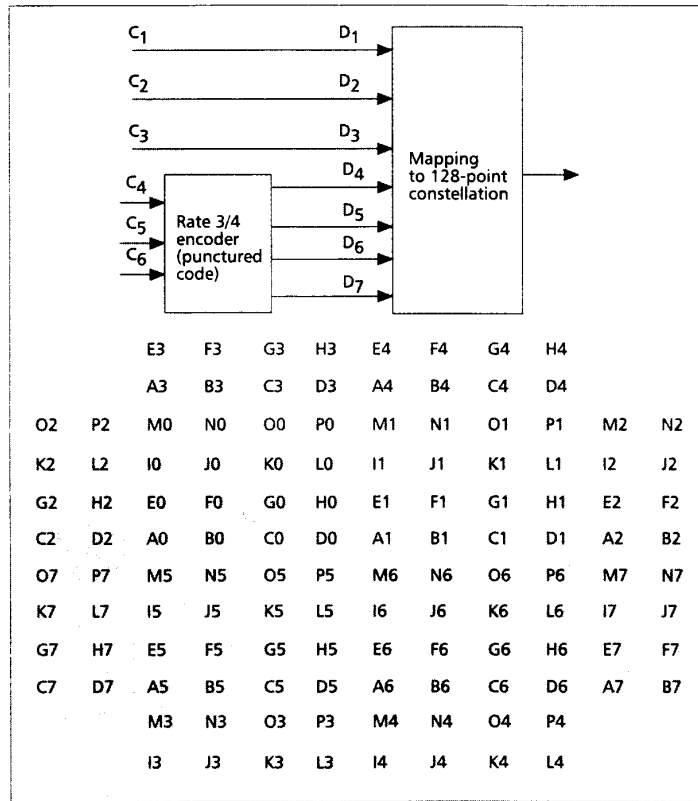 C1 D1
C2 D2
C3 D3
C4 D4
C5 D5
C6 D6
D7
Rate 3/4
encoder
(punctured
code)
Mapping
to 128-point
constellation
E3 F3 G3 H3 E4 F4 G4 H4
A3 B3 C3 D3 A4 B4 C4 D4
O2 P2 M0 N0 O0 P0 M1 N1 O1 P1 M2 N2
K2 L2 I0 J0 K0 L0 I1 J1 K1 L1 I2 J2
G2 H2 E0 F0 G0 H0 E1 F1 G1 H1 E2 F2
C2 D2 A0 B0 C0 D0 A1 B1 C1 D1 A2 B2
O7 P7 M5 N5 O5 P5 M6 N6 O6 P6 M7 N7
K7 L7 I5 J5 K5 L5 I6 J6 K6 L6 I7 J7
G7 H7 E5 F5 G5 H5 E6 F6 G6 H6 E7 F7
C7 D7 A5 B5 C5 D5 A6 B6 C6 D6 A7 B7
M3 N3 O3 P3 M4 N4 O4 P4
I3 J3 K3 L3 I4 J4 K4 L4